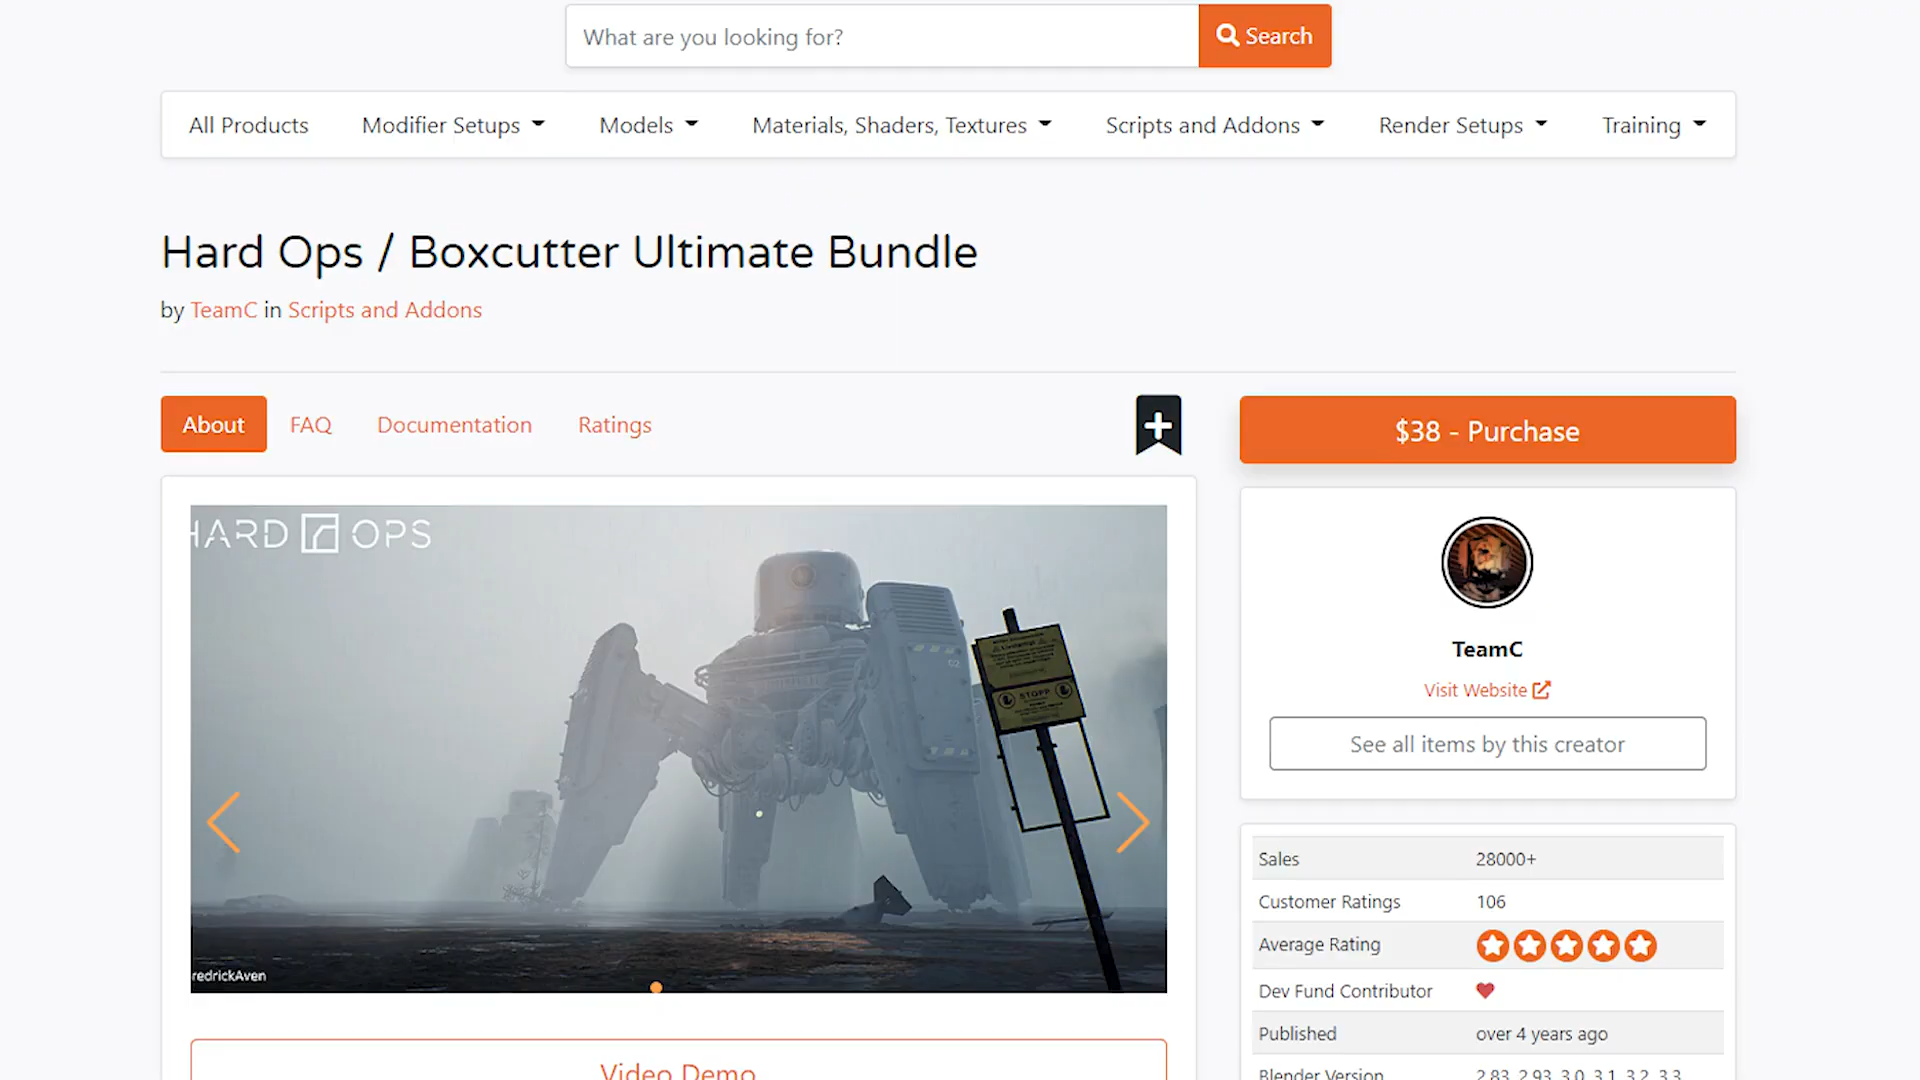 What are you looking for?
Search
All Products
Modifier Setups
Models
Materials, Shaders, Textures
Scripts and Addons
Render Setups
Training
Hard Ops / Boxcutter Ultimate Bundle
by TeamC in Scripts and Addons
About
FAQ
Documentation
Ratings
$38 - Purchase
HARD OPS
STOPP
redrickAven
TeamC
Visit Website
See all items by this creator
Sales 28000+
Customer Ratings 106
Average Rating
Dev Fund Contributor
Published over 4 years ago
Blender Version 2.83, 2.93, 3.0, 3.1, 3.2, 3.3
Video Demo